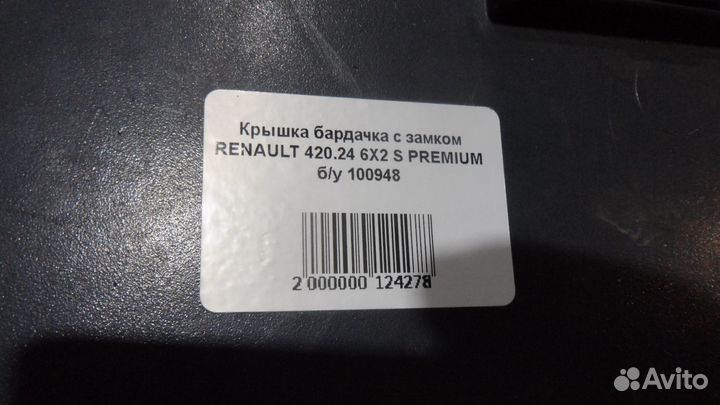 Крышка бардачка с замком
RENAULT 420.24 6X2 S PREMIUM
б/у 100948
2 000000 124278
Avito